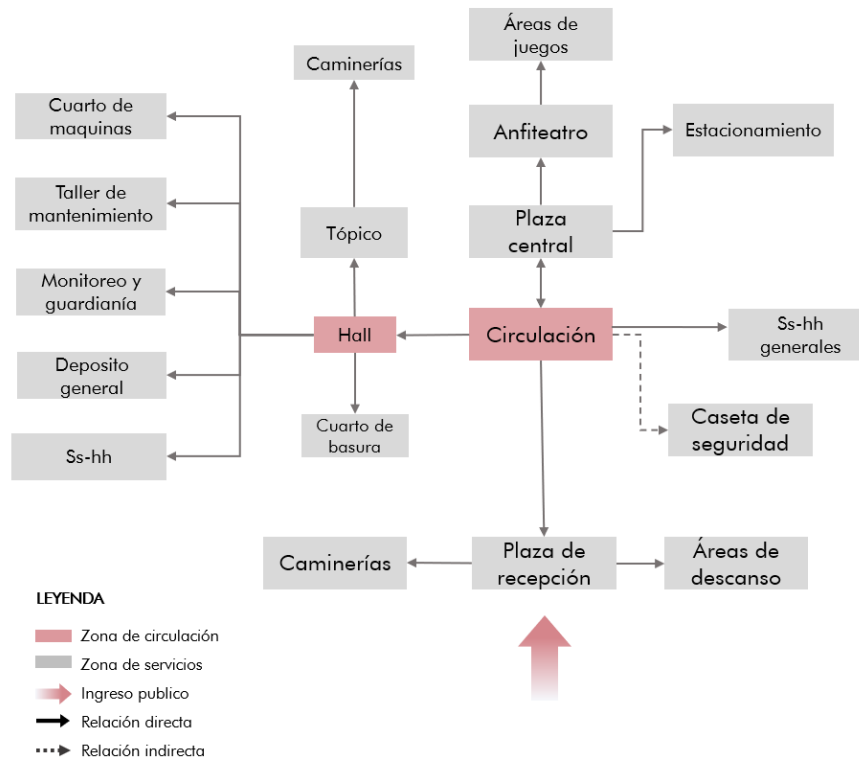 Áreas de
juegos
Caminerías
Cuarto de
maquinas
Anfiteatro
Estacionamiento
Taller de
mantenimiento
Tópico
Plaza
central
Monitoreo y
guardianía
Hall
Circulación
Ss-hh
generales
Deposito
general
Cuarto de
basura
Caseta de
seguridad
Ss-hh
Caminerías
Plaza de
recepción
Áreas de
descanso
LEYENDA
Zona de circulación
Zona de servicios
Ingreso publico
Relación directa
Relación indirecta